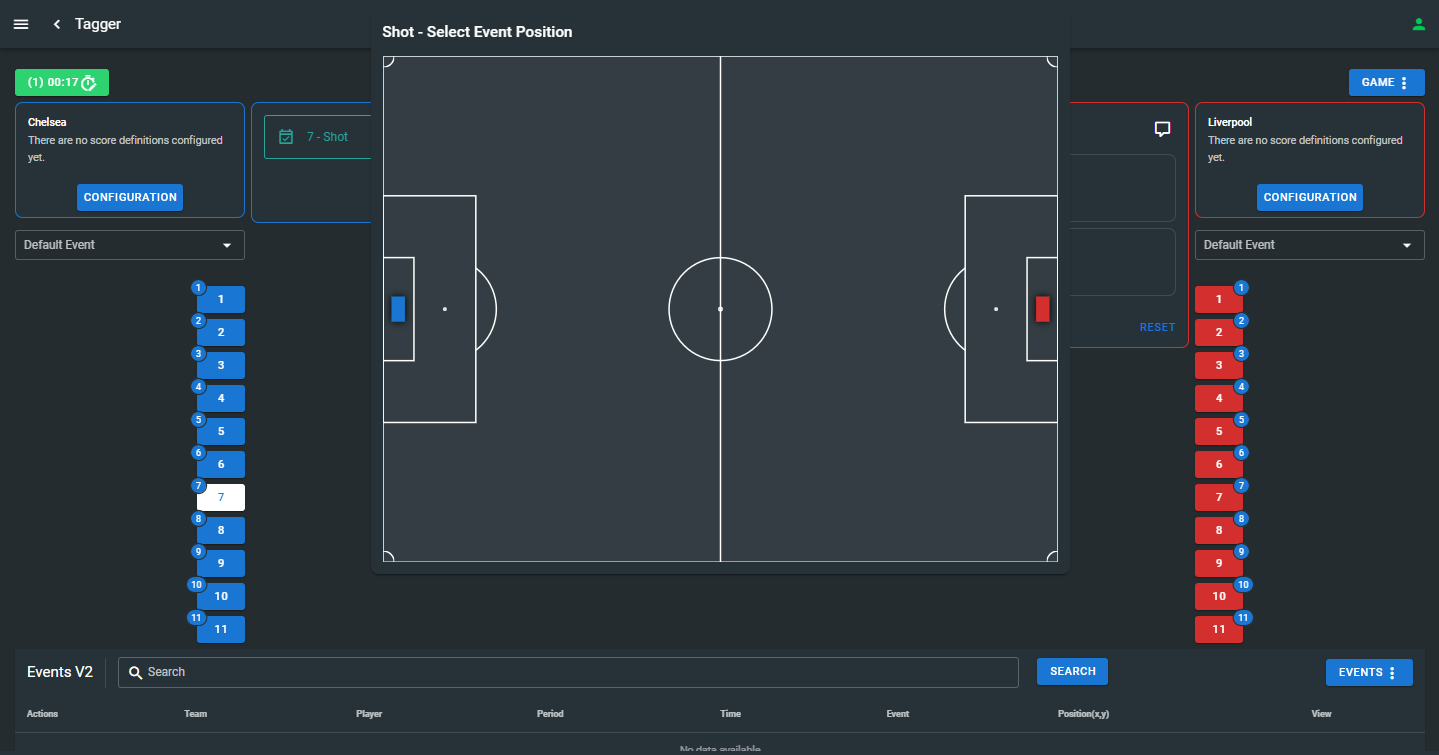 Tagger
Shot - Select Event Position
(1) 00:17
GAME
Chelsea
There are no score definitions configured
yet.
CONFIGURATION
7 - Shot
Liverpool
There are no score definitions configured
yet.
CONFIGURATION
Default Event
Default Event
RESET
1
1
2
2
3
3
4
4
5
5
6
6
7
7
8
8
9
9
10
10
11
11
1
1
2
2
3
3
4
4
5
5
6
6
7
7
8
8
9
9
10
10
11
11
Events V2
Search
SEARCH
EVENTS
Actions Team Player Period Time Event Position(x,y) View
No data available